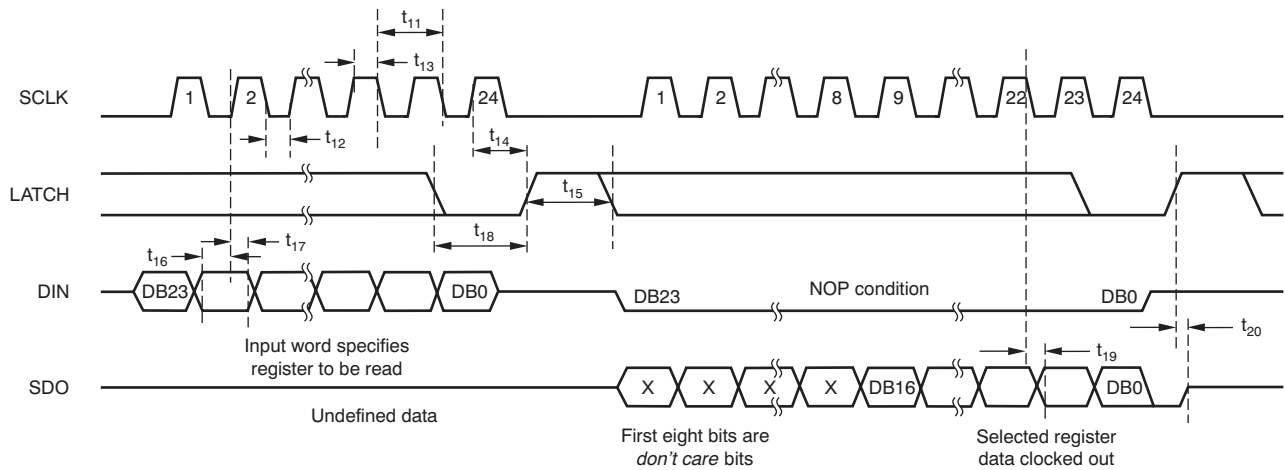 t11
t13
SCLK
1
2
24
1
2
8
9
22
23
24
t12
t14
LATCH
t15
t18
t16
t17
DIN
DB23
DB0
DB23
NOP condition
DB0
t20
Input word specifies
register to be read
t19
SDO
X
X
X
X
DB16
DB0
Undefined data
First eight bits are
don't care bits
Selected register
data clocked out